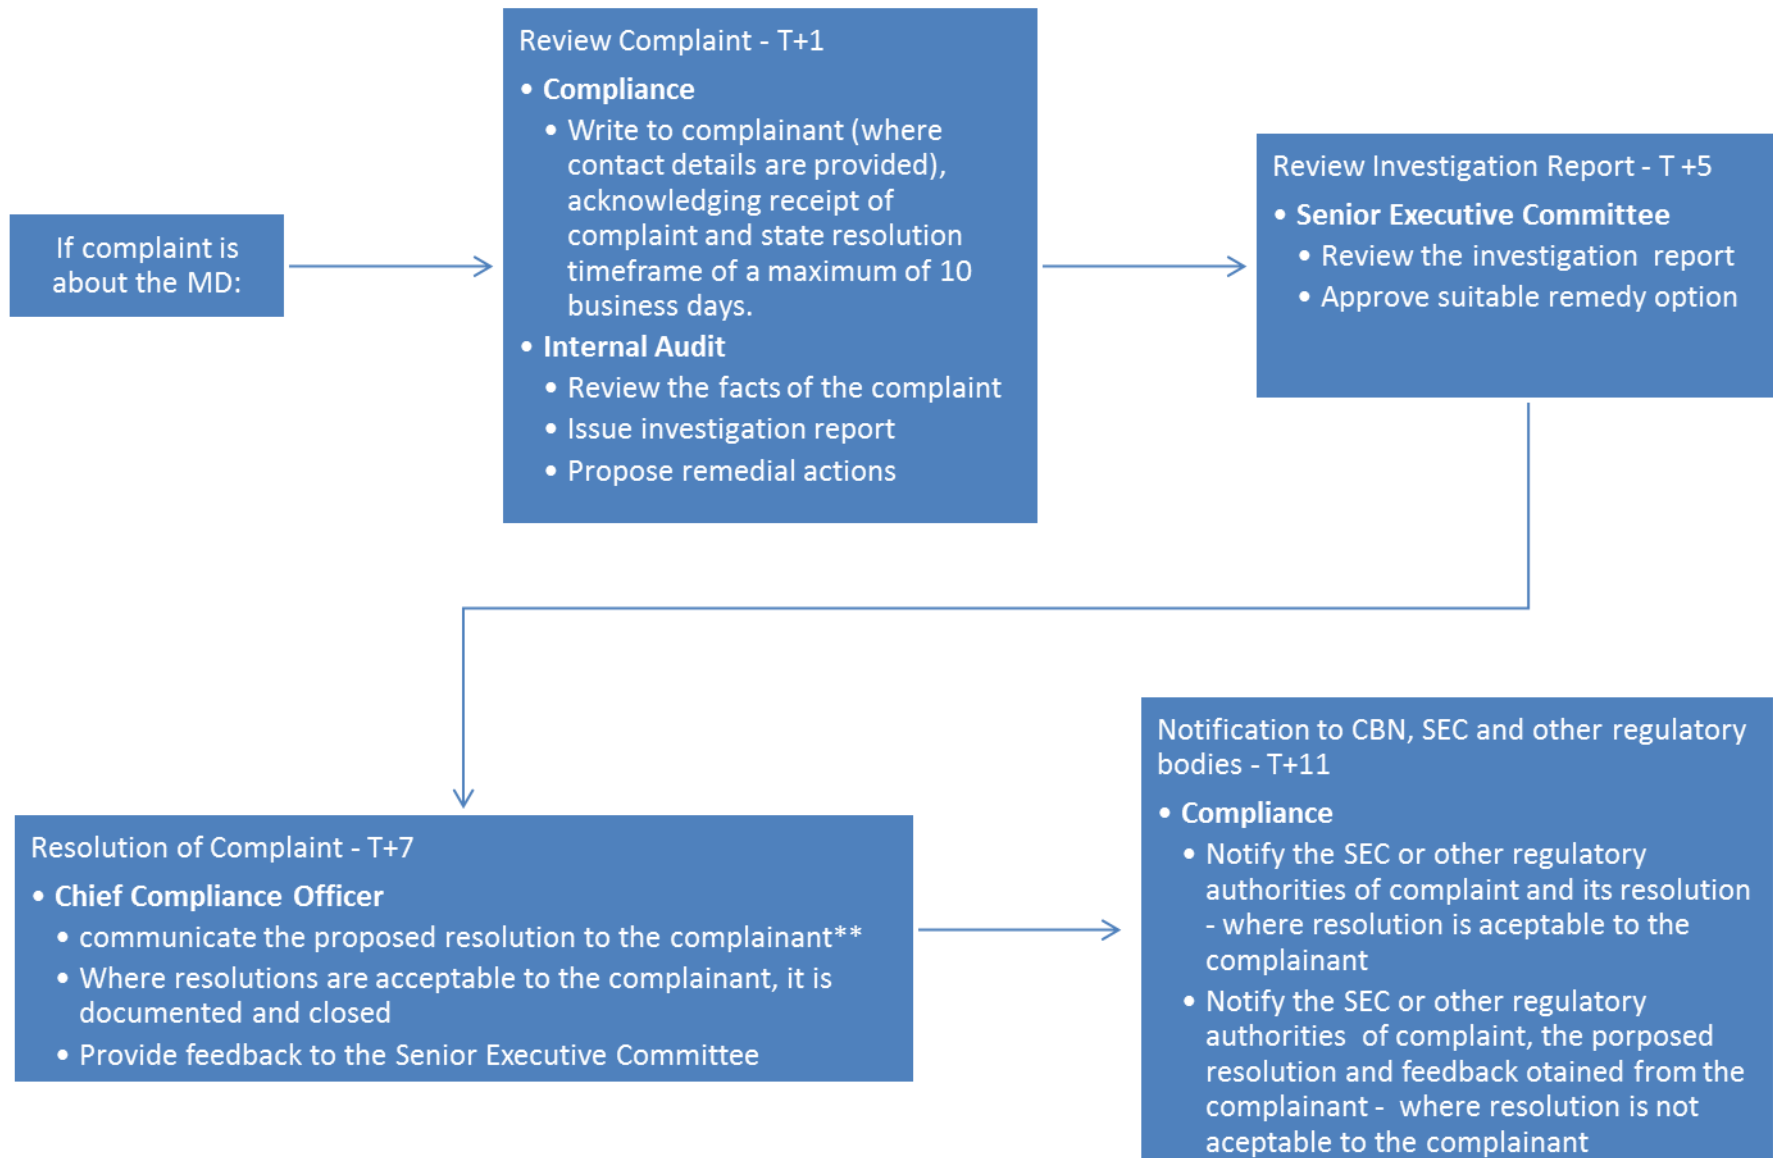 If complaint is
about the MD:
Review Complaint - T+1
• Compliance
• Write to complainant (where
contact details are provided),
acknowledging receipt of
complaint and state resolution
timeframe of a maximum of 10
business days.
• Internal Audit
• Review the facts of the complaint
• Issue investigation report
• Propose remedial actions
Review Investigation Report - T +5
• Senior Executive Committee
• Review the investigation  report
• Approve suitable remedy option
Resolution of Complaint - T+7
• Chief Compliance Officer
• communicate the proposed resolution to the complainant**
• Where resolutions are acceptable to the complainant, it is
documented and closed
• Provide feedback to the Senior Executive Committee
Notification to CBN, SEC and other regulatory
bodies - T+11
• Compliance
• Notify the SEC or other regulatory
authorities of complaint and its resolution
- where resolution is aceptable to the
complainant
• Notify the SEC or other regulatory
authorities  of complaint, the porposed
resolution and feedback otained from the
complainant -  where resolution is not
aceptable to the complainant